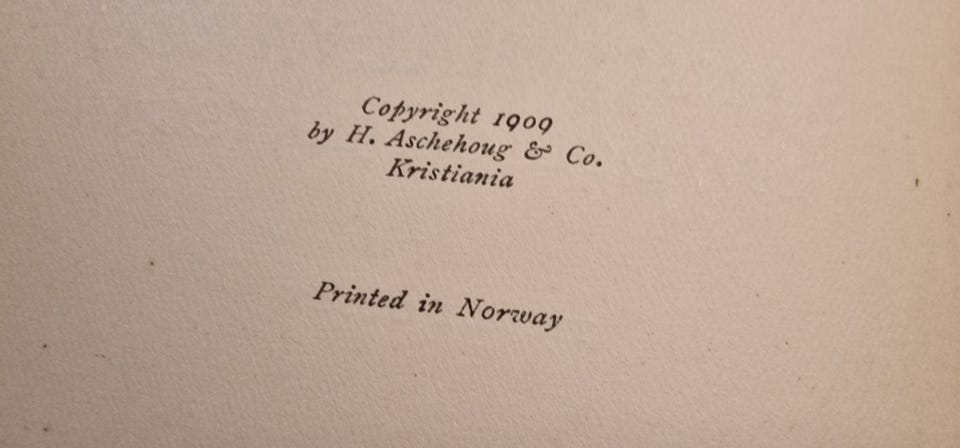 Copyright 1909
by H. Aschehoug & Co.
Kristiania
Printed in Norway